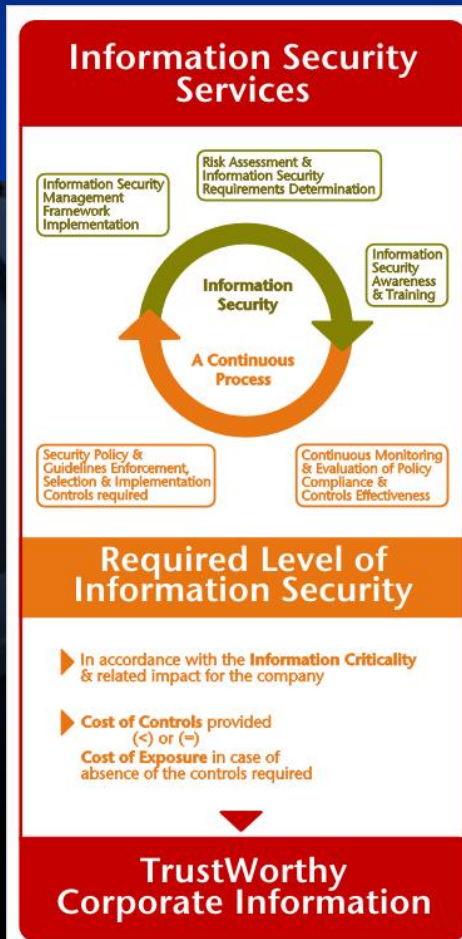 Information Security
Services
Risk Assessment &
Information Security
Requirements Determination
Information Security
Management
Framework
Implementation
Information
Security
Awareness
& Training
Information
Security
A Continuous
Process
Security Policy &
Guidelines Enforcement,
Selection & Implementation
Controls required
Continuous Monitoring
& Evaluation of Policy
Compliance &
Controls Effectiveness
Required Level of
Information Security
In accordance with the Information Criticality
& related impact for the company
Cost of Controls provided
(<) or (=)
Cost of Exposure in case of
absence of the controls required
TrustWorthy
Corporate Information